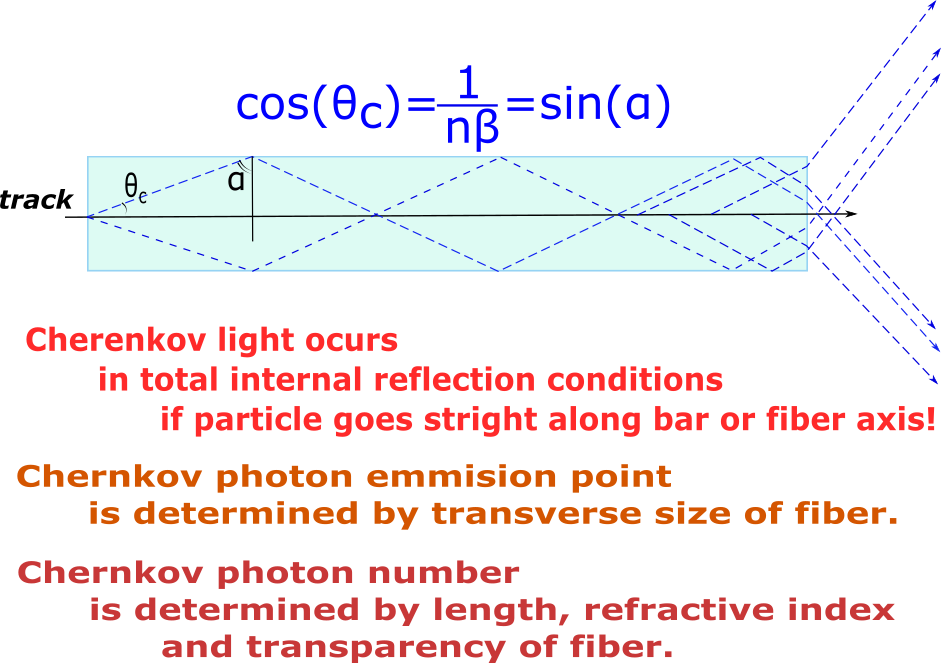 cos(θc)=1/nβ=sin(α)
θc
α
track
Cherenkov light ocurs
in total internal reflection conditions
if particle goes stright along bar or fiber axis!
Chernkov photon emmision point
is determined by transverse size of fiber.
Chernkov photon number
is determined by length, refractive index
and transparency of fiber.